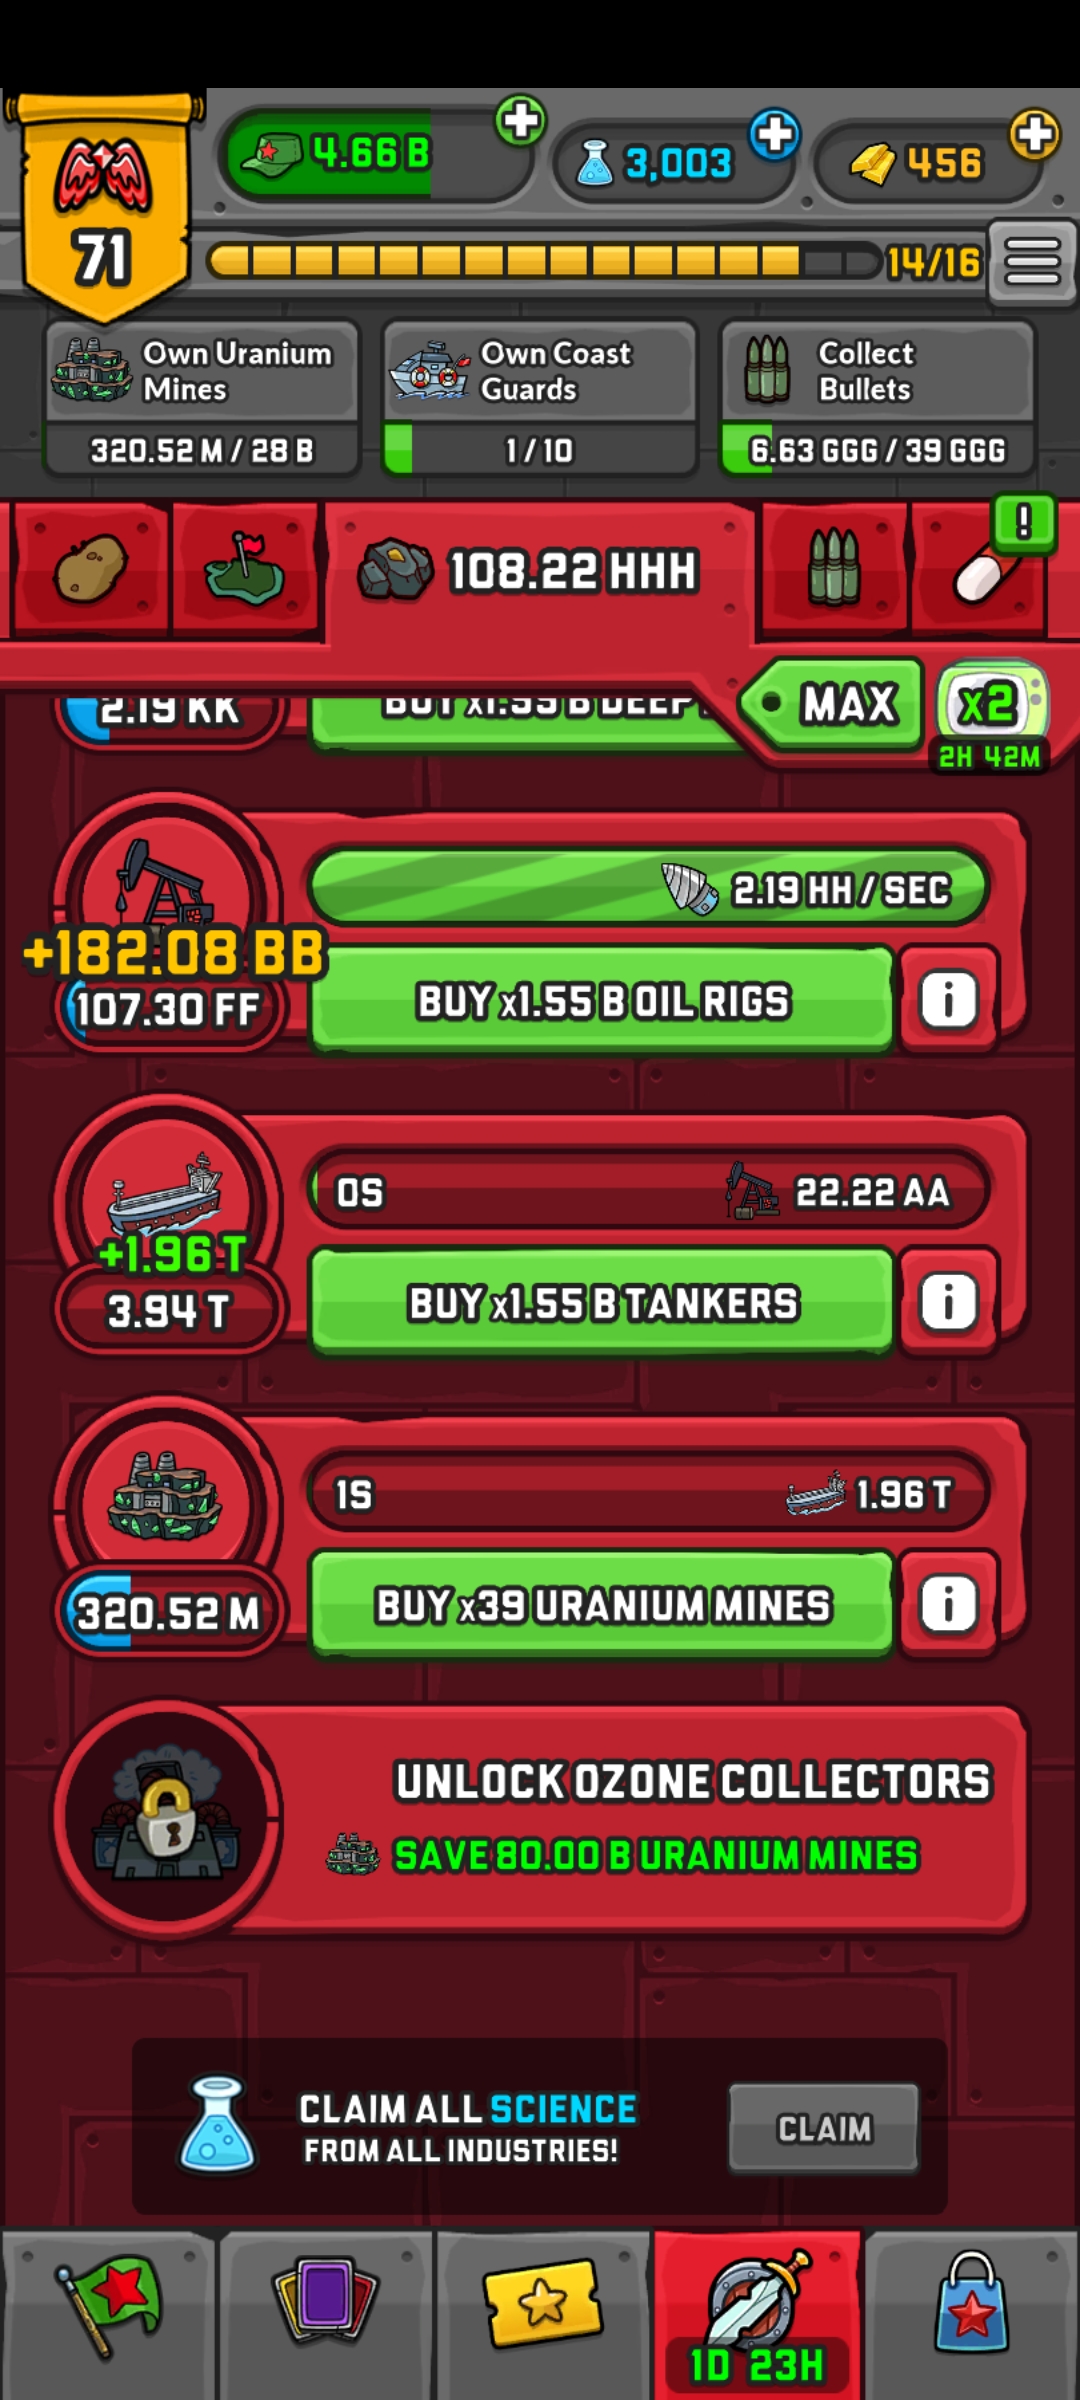 4.66 B
3,003
456
71
14/16
Own Uranium Mines
Own Coast Guards
Collect Bullets
320.52 M / 28 B
1 / 10
6.63 GGG / 39 GGG
!
108.22 HHH
MAX
x2
2H 42M
2.19 KK
BUY x1.55 B DEEP
2.19 HH / SEC
+182.08 BB
107.30 FF
BUY x1.55 B OIL RIGS
i
0S
22.22 AA
+1.96 T
3.94 T
BUY x1.55 B TANKERS
i
1S
1.96 T
320.52 M
BUY x39 URANIUM MINES
i
UNLOCK OZONE COLLECTORS
SAVE 80.00 B URANIUM MINES
CLAIM ALL SCIENCE
FROM ALL INDUSTRIES!
CLAIM
1D 23H